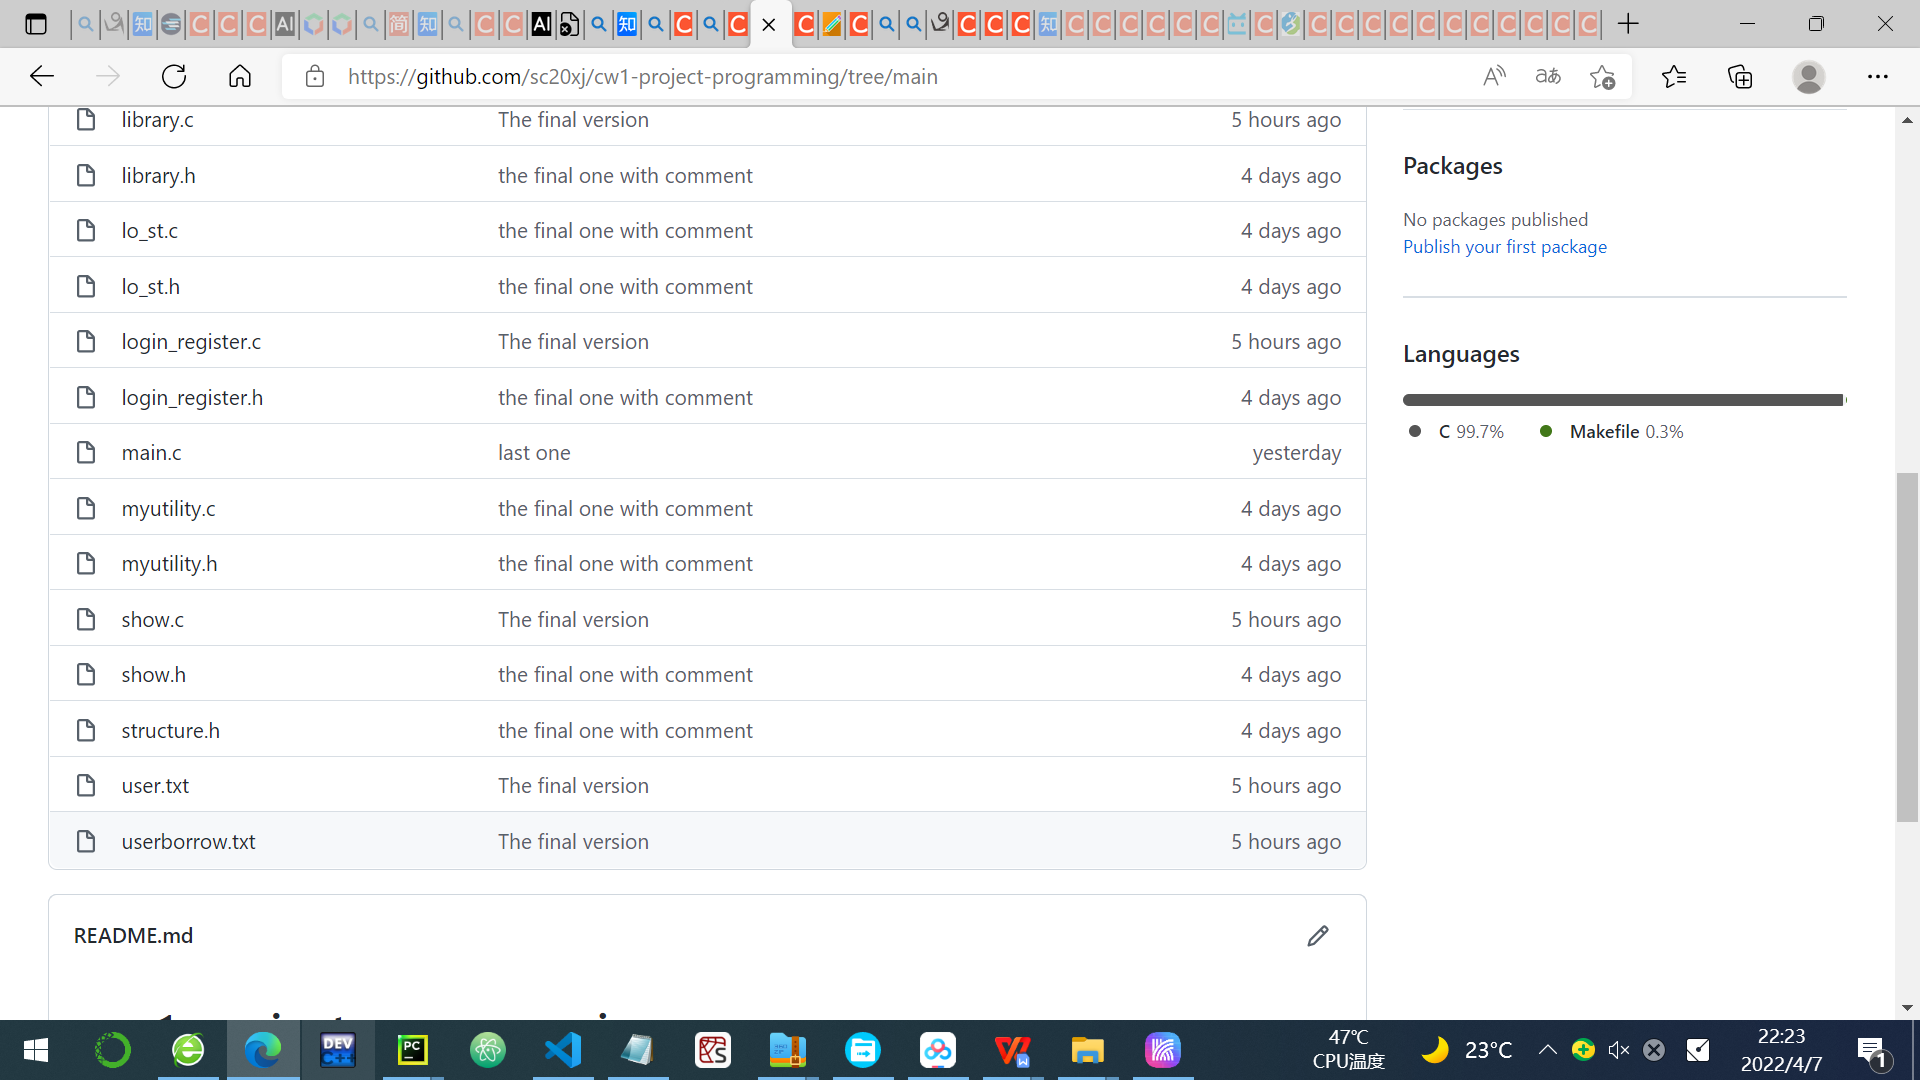 https://github.com/sc20xj/cw1-project-programming/tree/main
library.c The final version 5 hours ago
library.h the final one with comment 4 days ago
lo_st.c the final one with comment 4 days ago
lo_st.h the final one with comment 4 days ago
login_register.c The final version 5 hours ago
login_register.h the final one with comment 4 days ago
main.c last one yesterday
myutility.c the final one with comment 4 days ago
myutility.h the final one with comment 4 days ago
show.c The final version 5 hours ago
show.h the final one with comment 4 days ago
structure.h the final one with comment 4 days ago
user.txt The final version 5 hours ago
userborrow.txt The final version 5 hours ago
README.md
Packages
No packages published
Publish your first package
Languages
C 99.7% Makefile 0.3%
47°C
CPU温度
23°C
22:23
2022/4/7
1